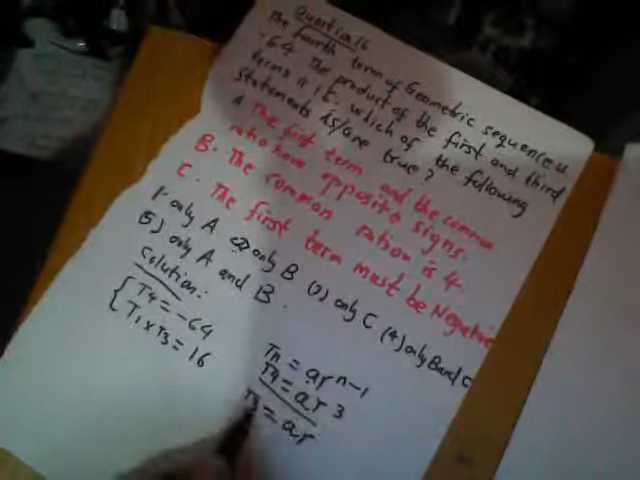 Question 16
The fourth term of Geometric sequence is
-64. The product of the first and third
terms is 16. which of the following
statements is/are true?
A. The first term and the common
ratio have opposite signs.
B. The common ration is 4.
C. The first term must be Negative
1. only A (2) only B (3) only C (4) only B and C
5.) only A and B.
Solution:
T4 = -64
T1 x T3 = 16
Tn = ar n-1
T4 = ar 3
T3 = ar